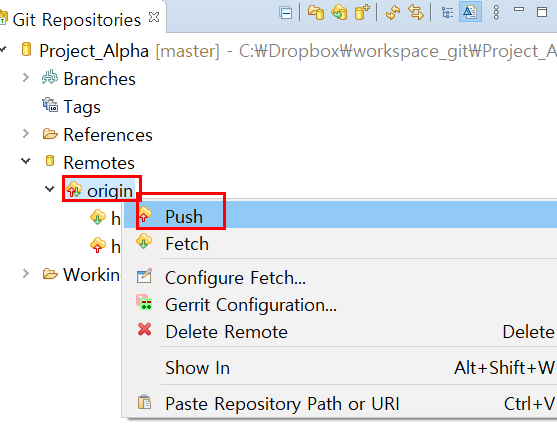 Git Repositories
Project_Alpha [master] - C:₩Dropbox₩workspace_git₩Project_A
Branches
Tags
References
Remotes
origin
h
Push
h
Fetch
Working
Configure Fetch...
Gerrit Configuration...
Delete Remote Delete
Show In Alt+Shift+W
Paste Repository Path or URI Ctrl+V